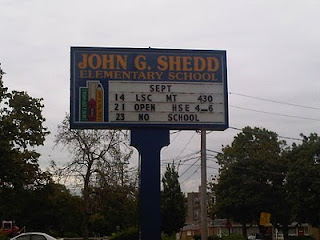 JOHN G. SHEDD
ELEMENTARY SCHOOL
SEPT
14 LSC MT 430
21 OPEN HSE 4-6
23 NO SCHOOL